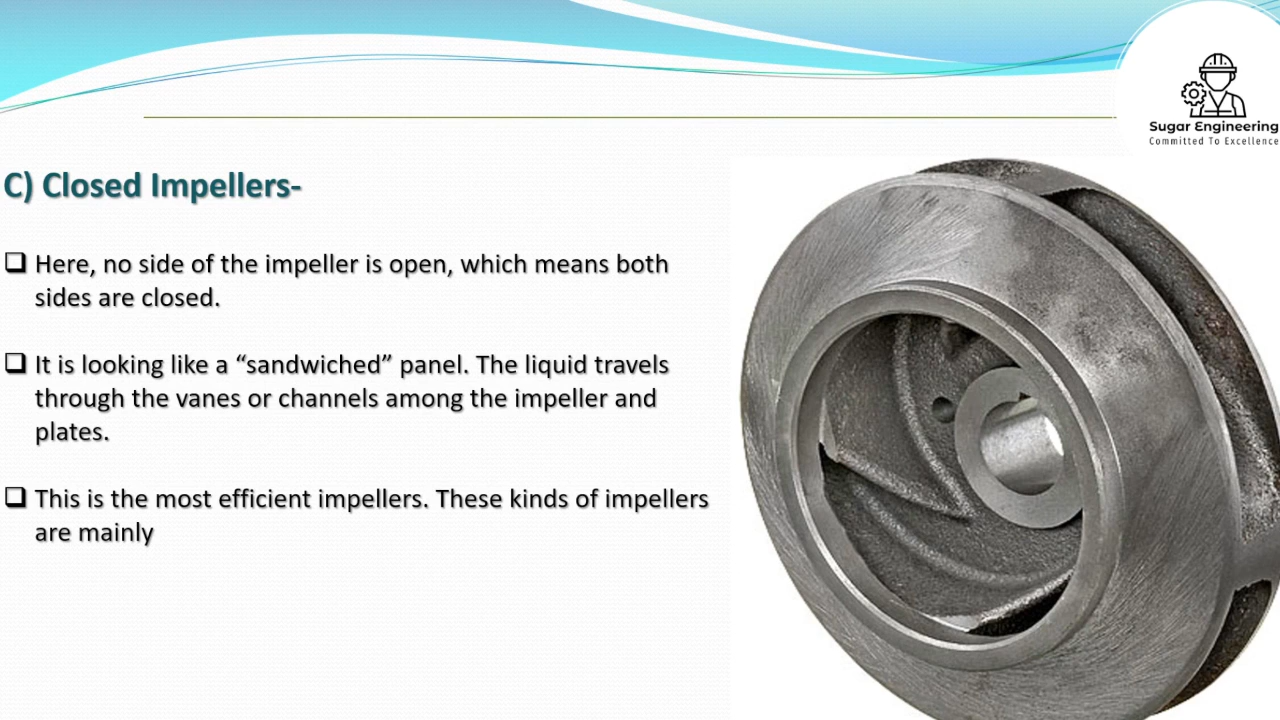 Sugar Engineering
Committed To Excellence
C) Closed Impellers-
Here, no side of the impeller is open, which means both
sides are closed.
It is looking like a “sandwiched” panel. The liquid travels
through the vanes or channels among the impeller and
plates.
This is the most efficient impellers. These kinds of impellers
are mainly